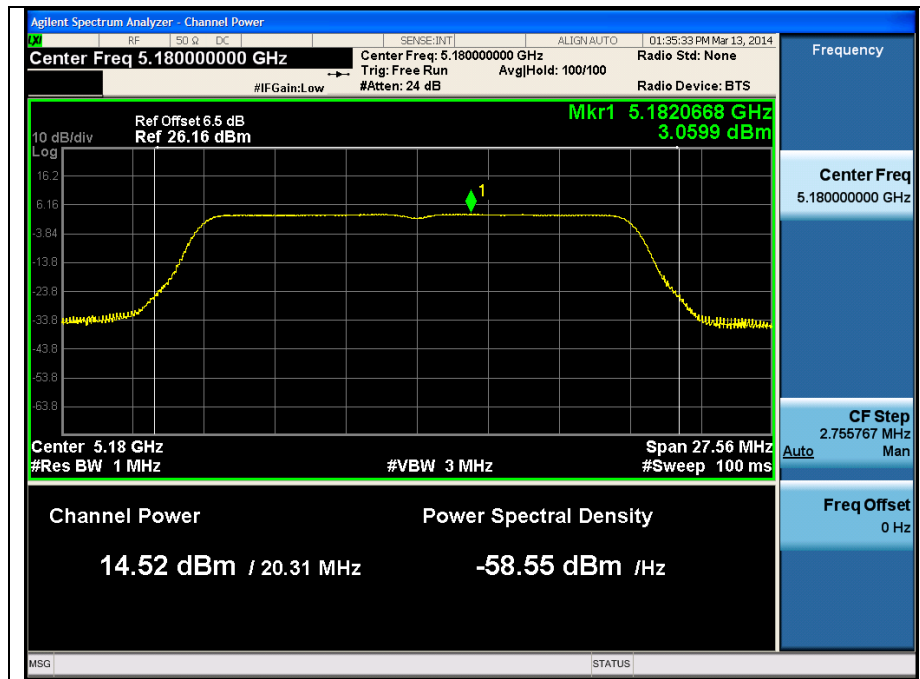 Agilent Spectrum Analyzer - Channel Power
LXI RF 50 Ω DC SENSE:INT ALIGN AUTO 01:35:33 PM Mar 13, 2014
Center Freq 5.180000000 GHz
Center Freq: 5.180000000 GHz
Radio Std: None
Trig: Free Run Avg|Hold: 100/100
#IFGain:Low #Atten: 24 dB Radio Device: BTS
Frequency
Mkr1 5.1820668 GHz
3.0599 dBm
Ref Offset 6.5 dB
10 dB/div Ref 26.16 dBm
Log
16.2
6.16
-3.84
-13.8
-23.8
-33.8
-43.8
-53.8
-63.8
1
Center 5.18 GHz Span 27.56 MHz
#Res BW 1 MHz #VBW 3 MHz #Sweep 100 ms
Channel Power Power Spectral Density
14.52 dBm / 20.31 MHz -58.55 dBm /Hz
Center Freq
5.180000000 GHz
CF Step
2.755767 MHz
Auto Man
Freq Offset
0 Hz
MSG STATUS